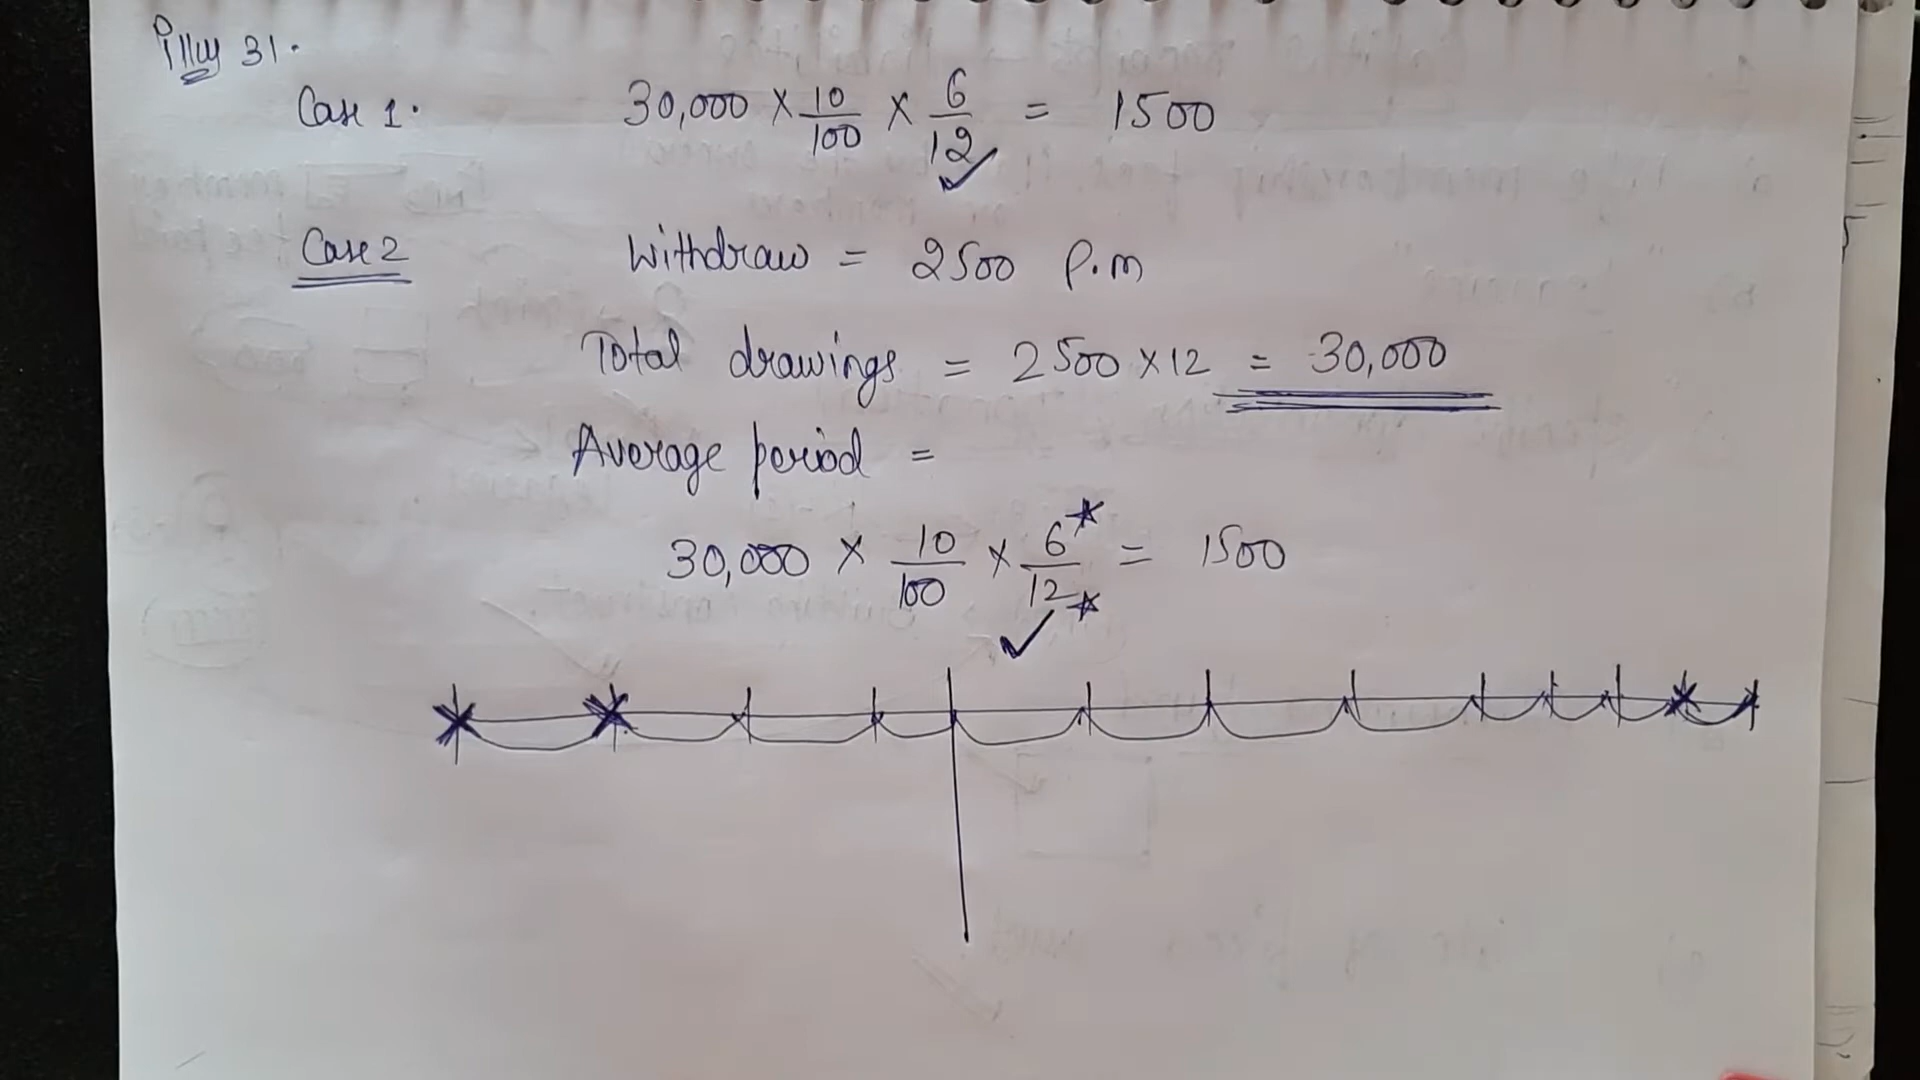 Illus 31.
Case 1. 30,000 × 10/100 × 6/12 = 1500
Case 2 Withdraw = 2500 p.m
Total drawings = 2500 × 12 = 30,000
Average period =
30,000 × 10/100 × 6/12 = 1500